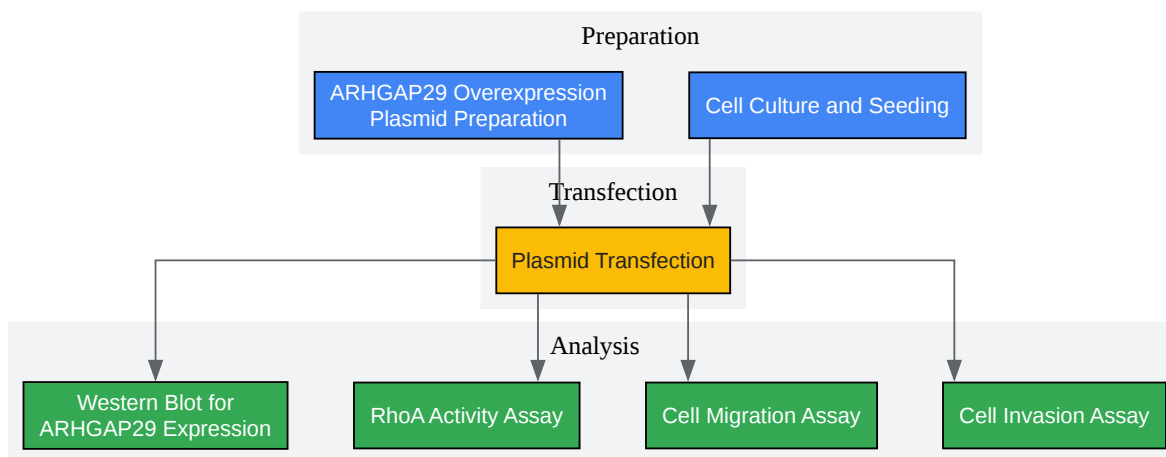 Preparation
ARHGAP29 Overexpression
Plasmid Preparation
Cell Culture and Seeding
Transfection
Plasmid Transfection
Analysis
Western Blot for
ARHGAP29 Expression
RhoA Activity Assay
Cell Migration Assay
Cell Invasion Assay